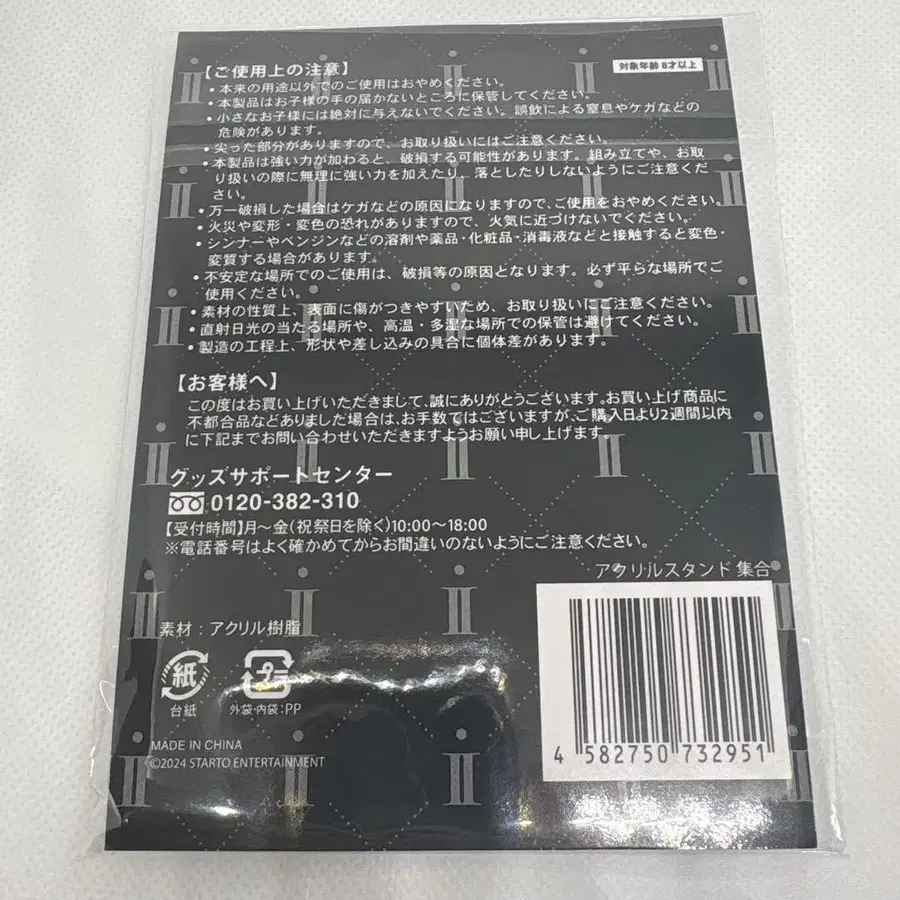 対象年齢 8才以上
【ご使用上の注意】
・本来の用途以外でのご使用はおやめください。
・本製品はお子様の手の届かないところに保管してください。
・小さなお子様には絶対に与えないでください。誤飲による窒息やケガなどの
危険があります。
・尖った部分がありますので、お取り扱いにはご注意ください。
・本製品は強い力が加わると、破損する可能性があります。組み立てや、お取
り扱いの際に無理に強い力を加えたり、落としたりしないようにご注意くだ
さい。
・万一破損した場合はケガなどの原因になりますので、ご使用をおやめください。
・火災や変形・変色の恐れがありますので、火気に近づけないでください。
・シンナーやベンジンなどの溶剤や薬品・化粧品・消毒液などと接触すると変色・
変質する場合があります。
・不安定な場所でのご使用は、破損等の原因となります。必ず平らな場所でご
使用ください。
・素材の性質上、表面に傷がつきやすいため、お取り扱いにご注意ください。
・直射日光の当たる場所や、高温・多湿な場所での保管は避けてください。
・製造の工程上、形状や差し込みの具合に個体差があります。
【お客様へ】
この度はお買い上げいただきまして、誠にありがとうございます。お買い上げ商品に
不都合品などありました場合は、お手数ではございますが、ご購入日より2週間以内
に下記までお問い合わせいただきますようお願い申し上げます。
グッズサポートセンター
0120-382-310
【受付時間】月～金(祝祭日を除く)10:00～18:00
※電話番号はよく確かめてからお間違いのないようにご注意ください。
アクリルスタンド 集合
素材：アクリル樹脂
紙
台紙
プラ
外袋・内袋:PP
4 582750 732951
MADE IN CHINA
©2024 STARTO ENTERTAINMENT